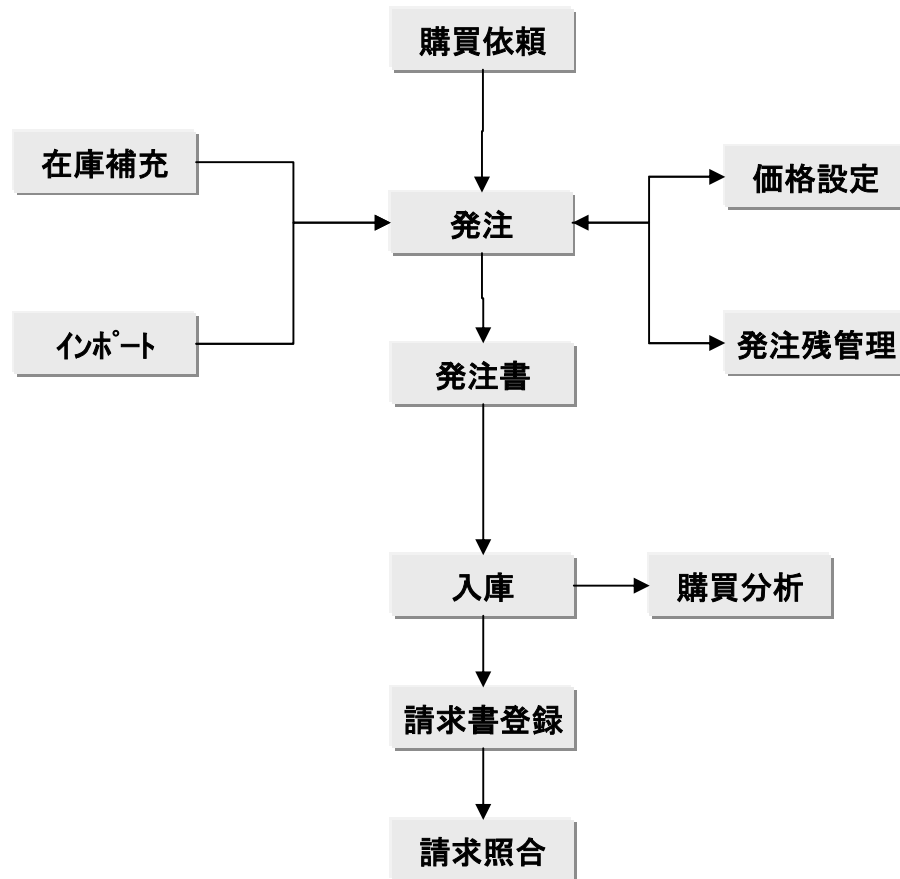 購買依頼
在庫補充
価格設定
発注
インポート
発注残管理
発注書
入庫
購買分析
請求書登録
請求照合